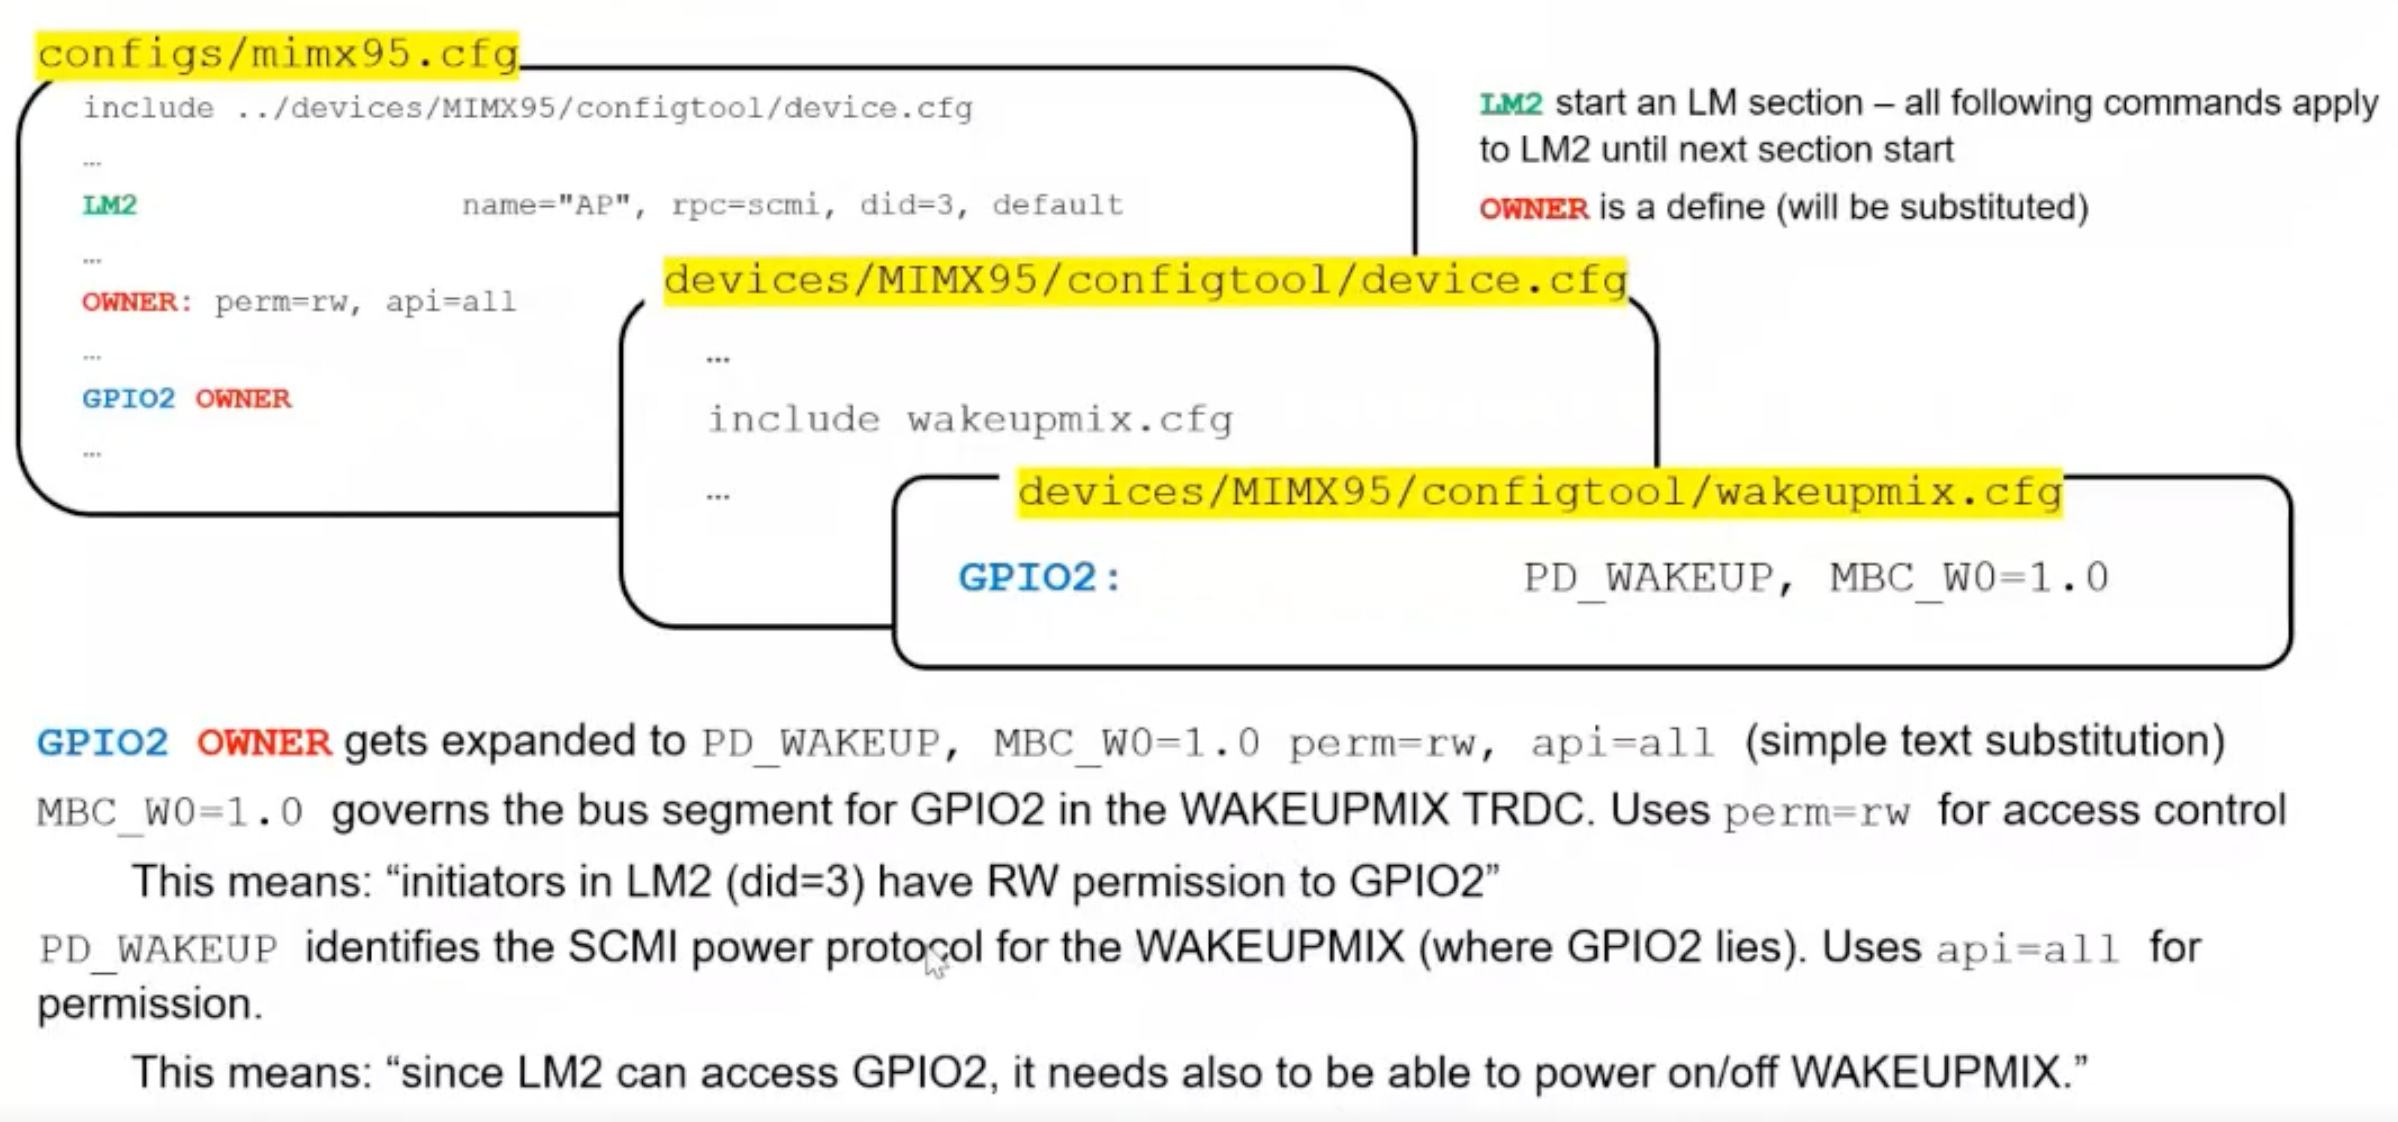 configs/mimx95.cfg
include ../devices/MIMX95/configtool/device.cfg
…
LM2 name="AP", rpc=scmi, did=3, default
…
OWNER: perm=rw, api=all
…
GPIO2 OWNER
…
LM2 start an LM section – all following commands apply
to LM2 until next section start
OWNER is a define (will be substituted)
devices/MIMX95/configtool/device.cfg
…
include wakeupmix.cfg
…
devices/MIMX95/configtool/wakeupmix.cfg
GPIO2: PD_WAKEUP, MBC_W0=1.0
GPIO2 OWNER gets expanded to PD_WAKEUP, MBC_W0=1.0 perm=rw, api=all (simple text substitution)
MBC_W0=1.0 governs the bus segment for GPIO2 in the WAKEUPMIX TRDC. Uses perm=rw for access control
This means: “initiators in LM2 (did=3) have RW permission to GPIO2”
PD_WAKEUP identifies the SCMI power protocol for the WAKEUPMIX (where GPIO2 lies). Uses api=all for
permission.
This means: “since LM2 can access GPIO2, it needs also to be able to power on/off WAKEUPMIX.”